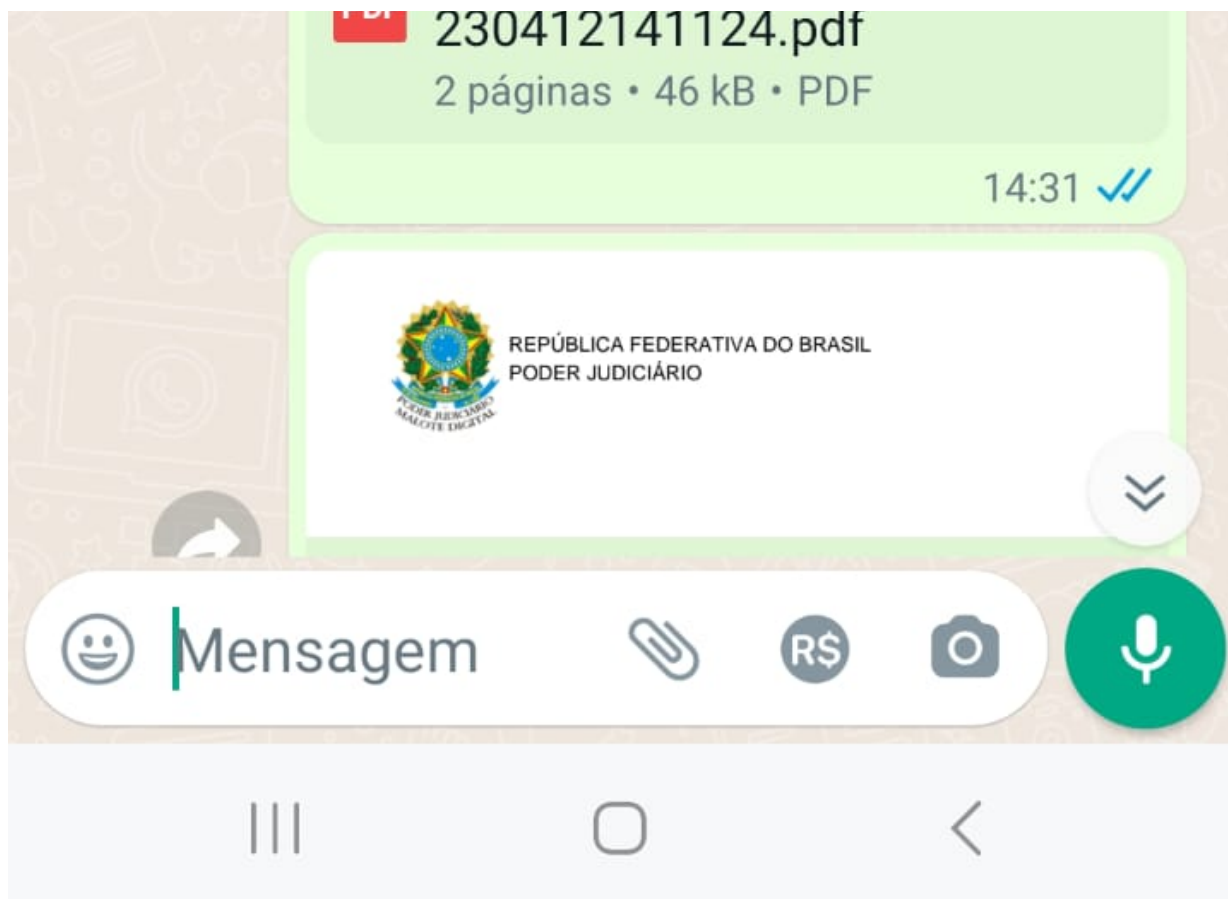 PDF
230412141124.pdf
2 páginas • 46 kB • PDF
14:31
REPÚBLICA FEDERATIVA DO BRASIL
PODER JUDICIÁRIO
PODER JUDICIÁRIO
MALOTE DIGITAL
Mensagem
R$